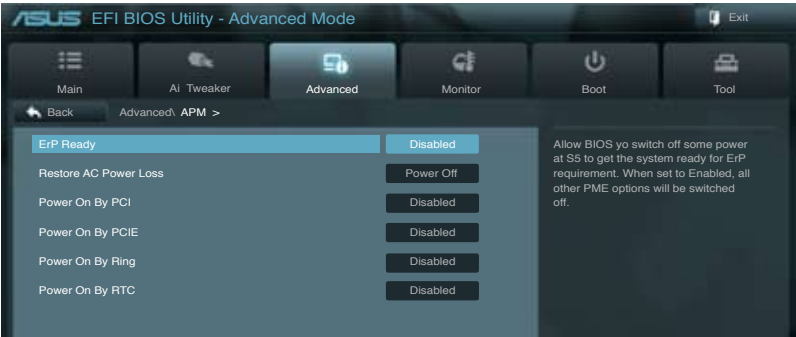 ASUS EFI BIOS Utility - Advanced Mode
Exit
Main
Ai Tweaker
Advanced
Monitor
Boot
Tool
Back
Advanced\ APM >
ErP Ready Disabled
Restore AC Power Loss Power Off
Power On By PCI Disabled
Power On By PCIE Disabled
Power On By Ring Disabled
Power On By RTC Disabled
Allow BIOS yo switch off some power
at S5 to get the system ready for ErP
requirement. When set to Enabled, all
other PME options will be switched
off.